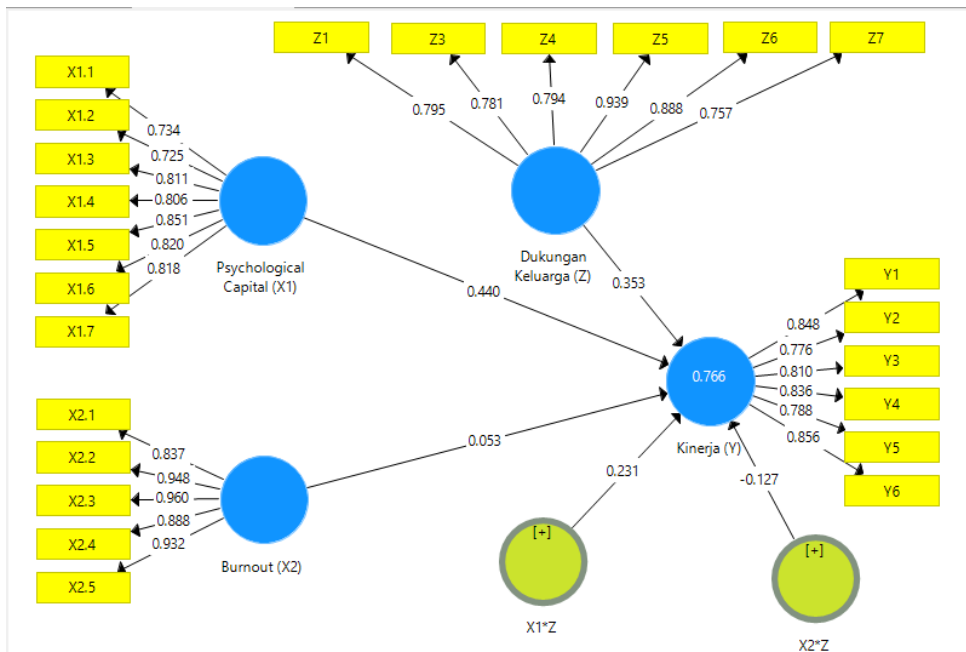 Z1
Z3
Z4
Z5
Z6
Z7
0.795
0.781
0.794
0.939
0.888
0.757
X1.1
X1.2
X1.3
X1.4
X1.5
X1.6
X1.7
0.734
0.725
0.811
0.806
0.851
0.820
0.818
Psychological
Capital (X1)
Dukungan
Keluarga (Z)
0.440
0.353
Y1
Y2
Y3
Y4
Y5
Y6
0.848
0.776
0.810
0.836
0.788
0.856
0.766
Kinerja (Y)
X2.1
X2.2
X2.3
X2.4
X2.5
0.837
0.948
0.960
0.888
0.932
Burnout (X2)
0.053
0.231
-0.127
[+]
X1*Z
[+]
X2*Z